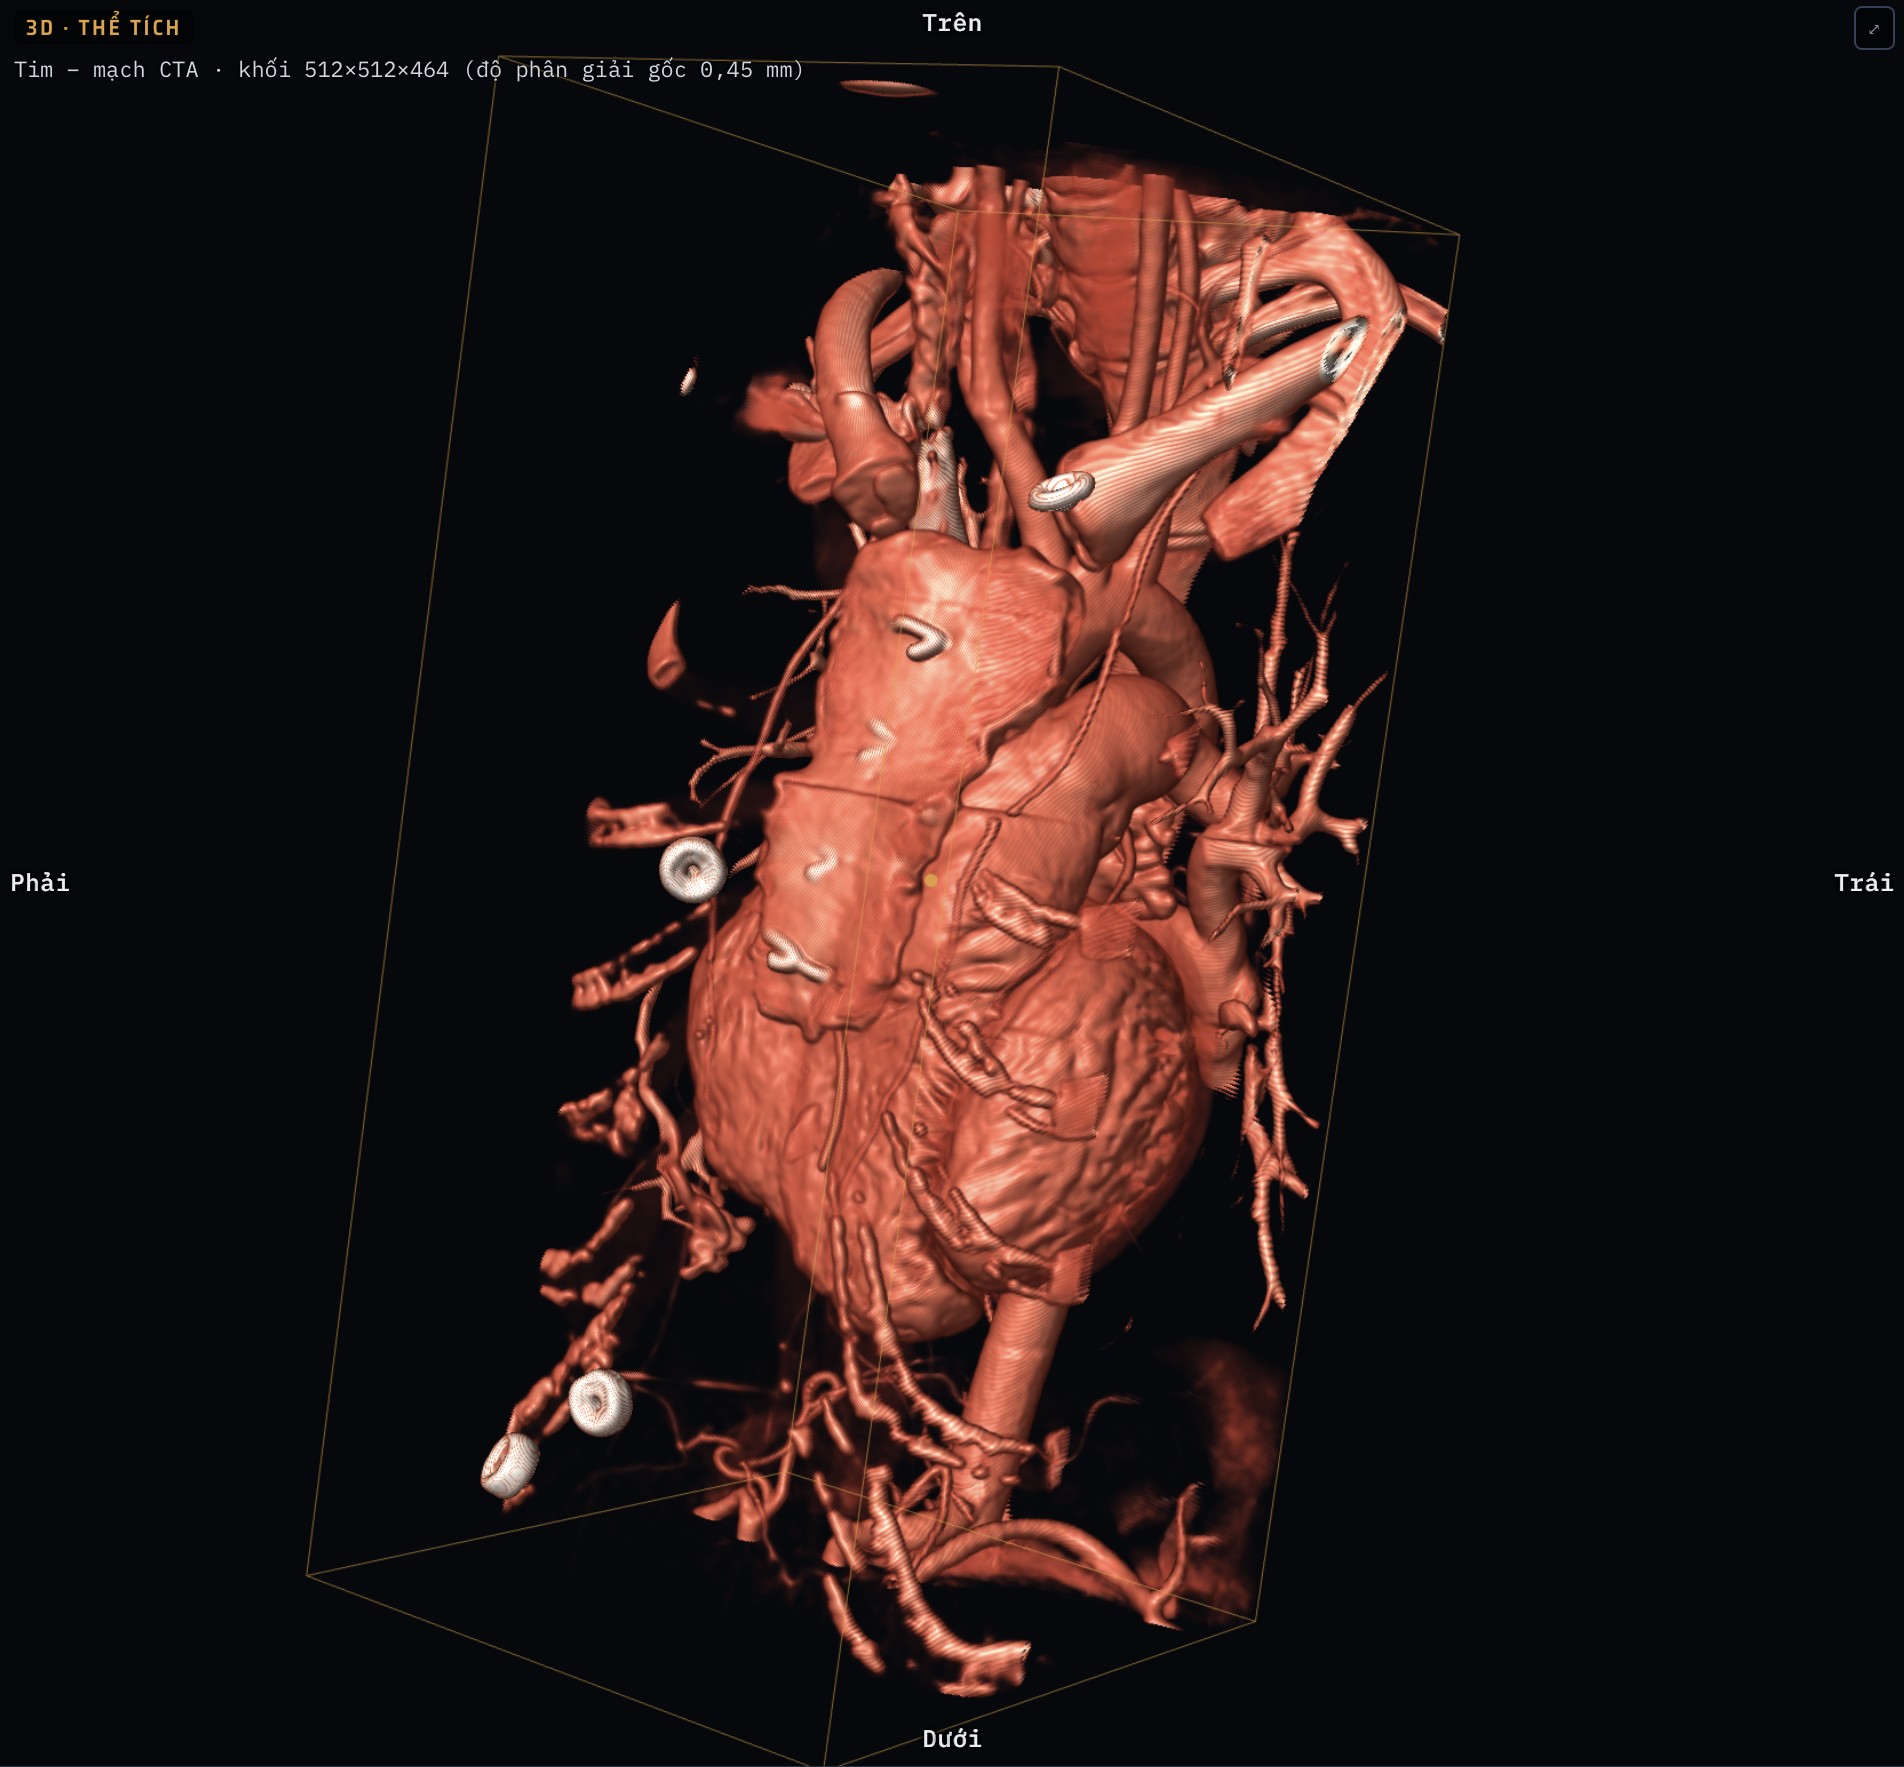 3D · THỂ TÍCH
Trên
Tim – mạch CTA · khối 512×512×464 (độ phân giải gốc 0,45 mm)
Phải
Trái
Dưới